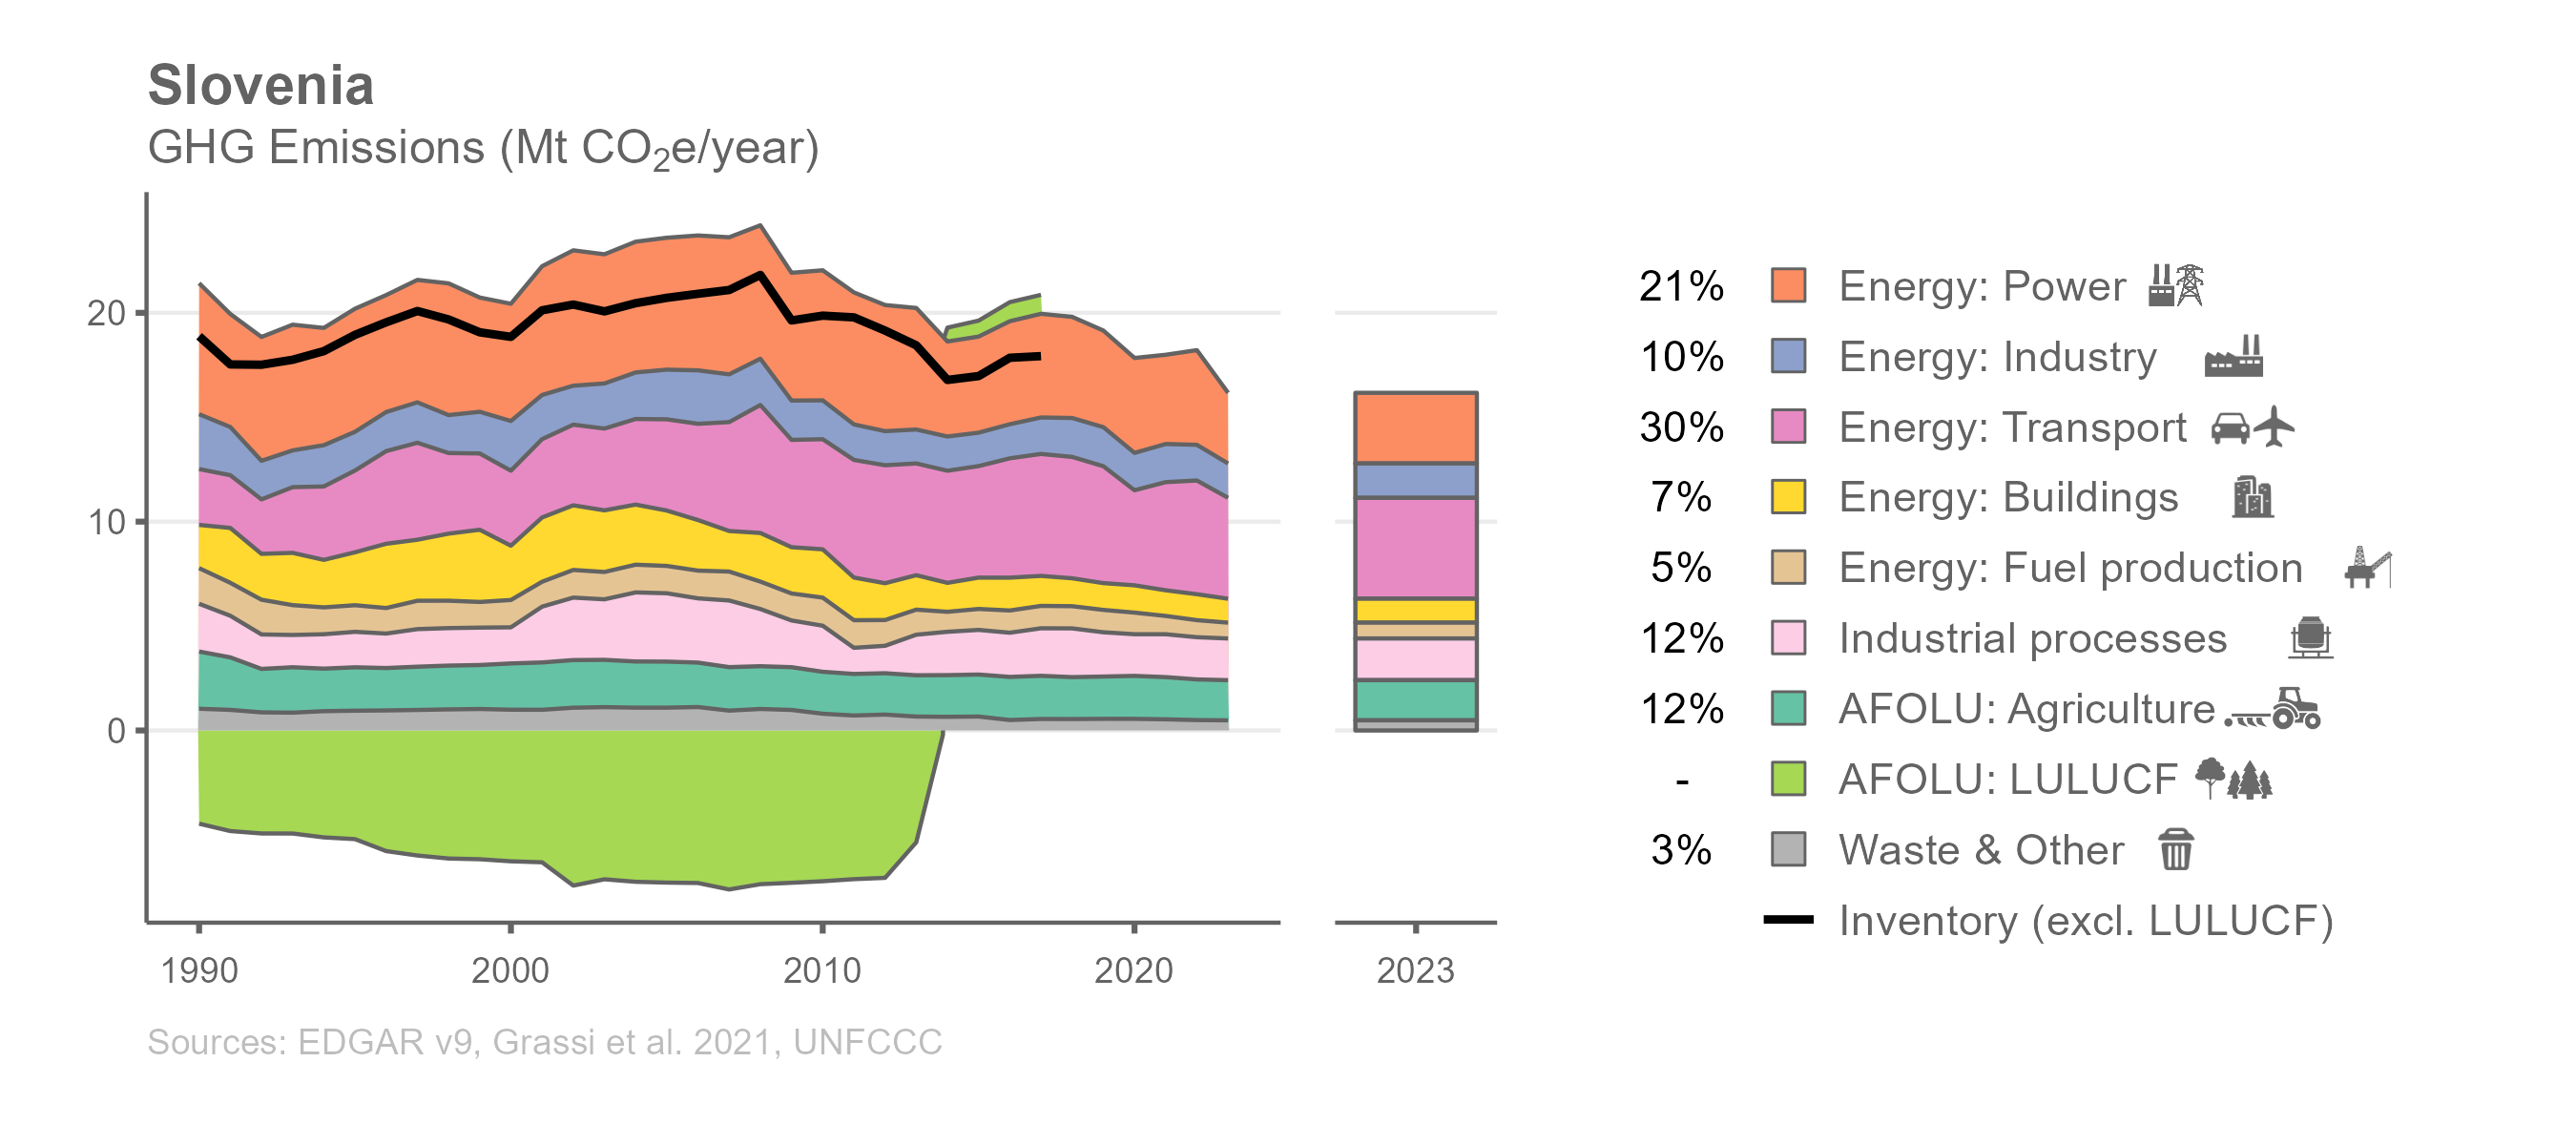 Slovenia
GHG Emissions (Mt CO₂e/year)
20
10
0
1990 2000 2010 2020 2023
21% Energy: Power
10% Energy: Industry
30% Energy: Transport
7% Energy: Buildings
5% Energy: Fuel production
12% Industrial processes
12% AFOLU: Agriculture
- AFOLU: LULUCF
3% Waste & Other
Inventory (excl. LULUCF)
Sources: EDGAR v9, Grassi et al. 2021, UNFCCC